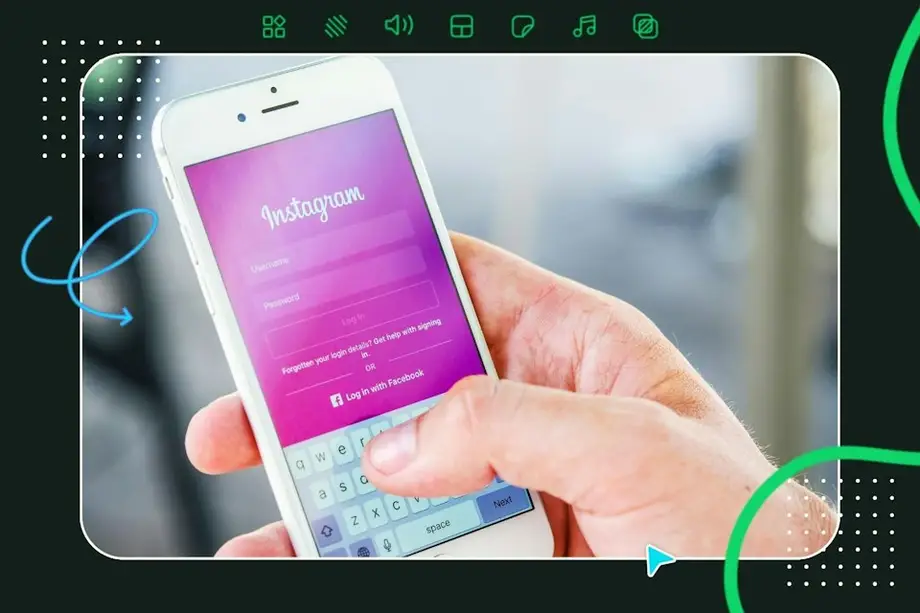 Instagram
Username
Password
Log in
Forgotten your login details? Get help with signing
in.
OR
Log in with Facebook
q w e
a s
z x c
space
Next